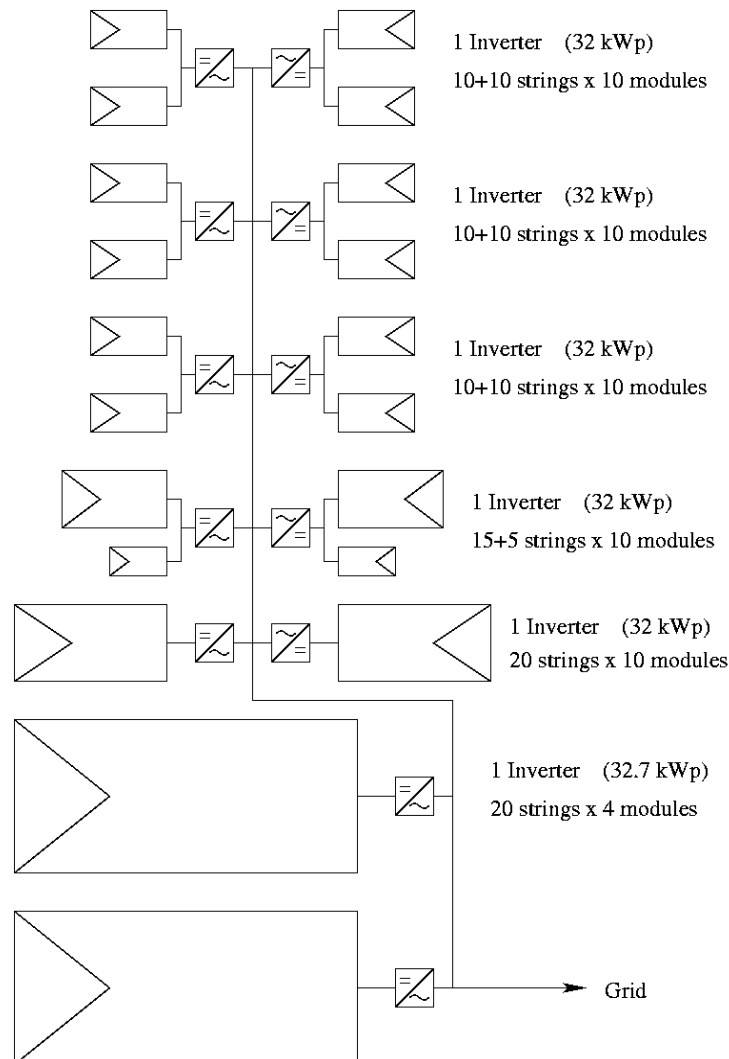 1 Inverter (32 kWp)
10+10 strings x 10 modules
1 Inverter (32 kWp)
10+10 strings x 10 modules
1 Inverter (32 kWp)
10+10 strings x 10 modules
1 Inverter (32 kWp)
15+5 strings x 10 modules
1 Inverter (32 kWp)
20 strings x 10 modules
1 Inverter (32.7 kWp)
20 strings x 4 modules
Grid